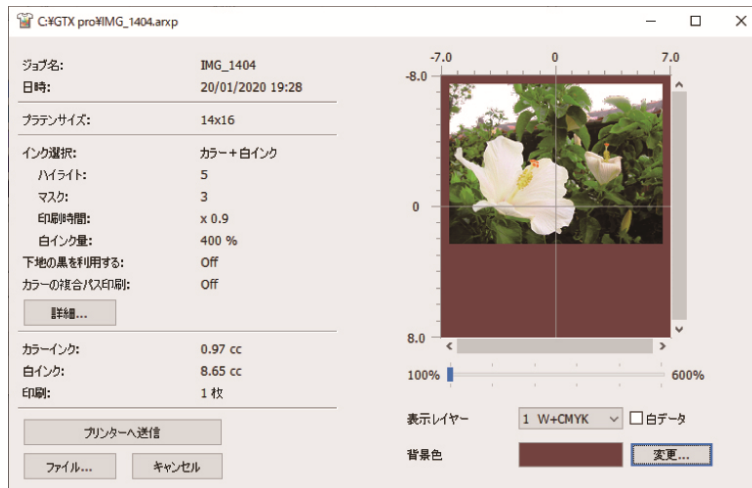 C:¥GTX pro¥IMG_1404.arxp
ジョブ名: IMG_1404
日時: 20/01/2020 19:28
プラテンサイズ: 14x16
インク選択: カラー+白インク
ハイライト: 5
マスク: 3
印刷時間: x 0.9
白インク量: 400 %
下地の黒を利用する: Off
カラーの複合パス印刷: Off
詳細...
カラーインク: 0.97 cc
白インク: 8.65 cc
印刷: 1 枚
プリンターへ送信
ファイル... キャンセル
-7.0 0 7.0
-8.0
0
8.0
100% 600%
表示レイヤー 1 W+CMYK 白データ
背景色 変更...